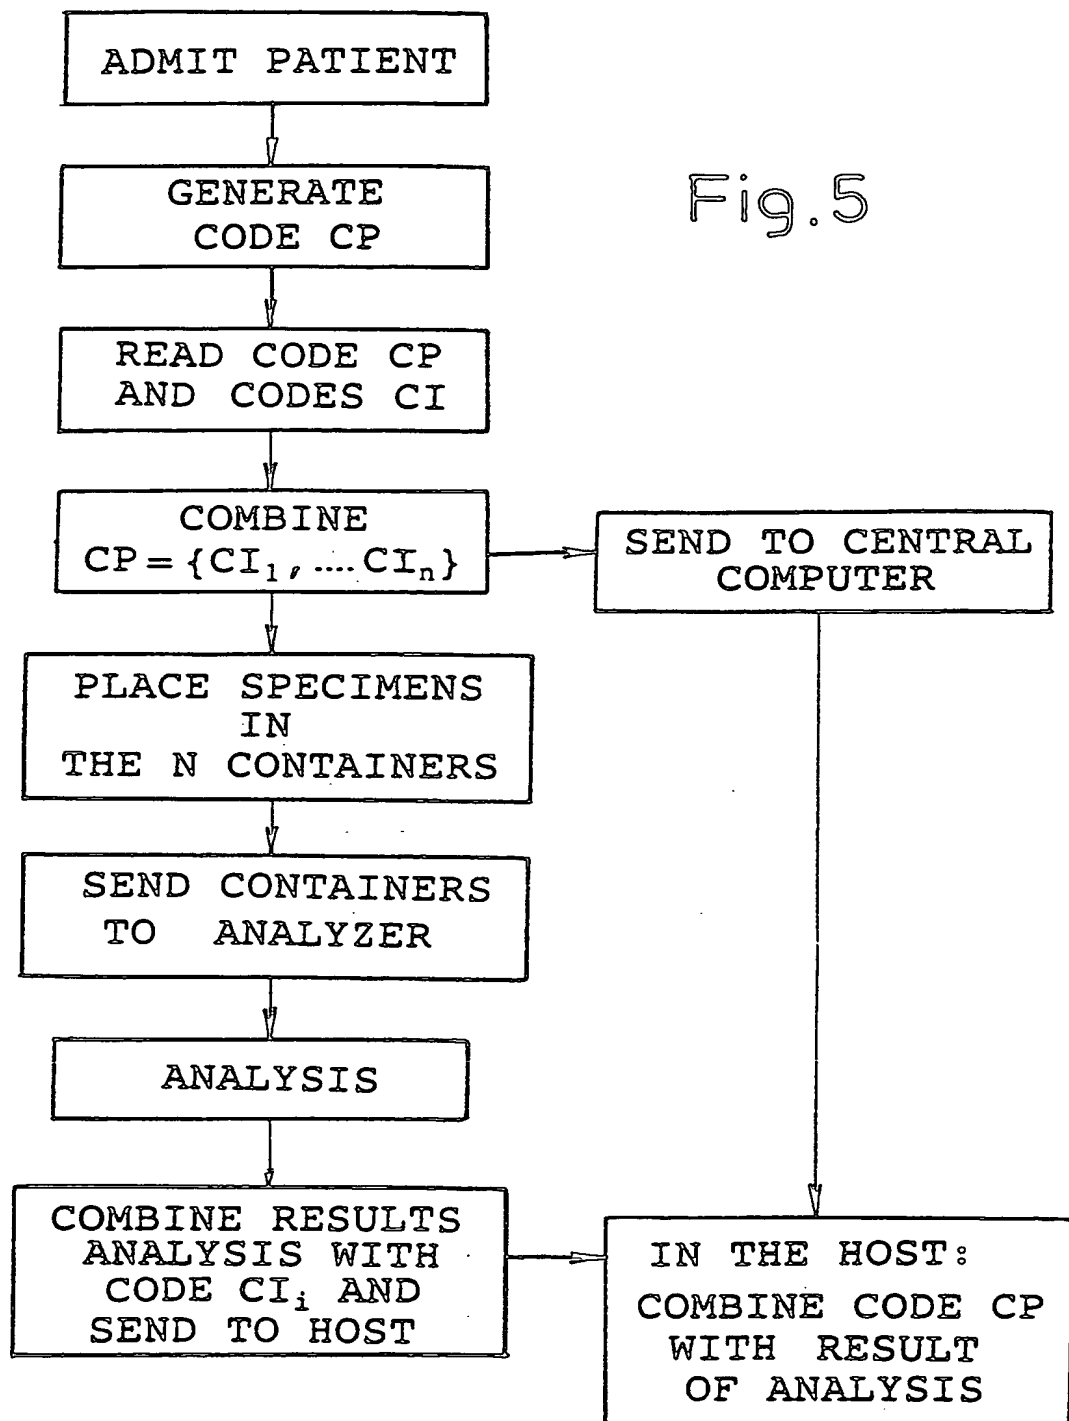 ADMIT PATIENT
Fig.5
GENERATE
CODE CP
READ CODE CP
AND CODES CI
COMBINE
CP={CI₁,....CIₙ}
SEND TO CENTRAL
COMPUTER
PLACE SPECIMENS
IN
THE N CONTAINERS
SEND CONTAINERS
TO ANALYZER
ANALYSIS
COMBINE RESULTS
ANALYSIS WITH
CODE CIᵢ AND
SEND TO HOST
IN THE HOST:
COMBINE CODE CP
WITH RESULT
OF ANALYSIS